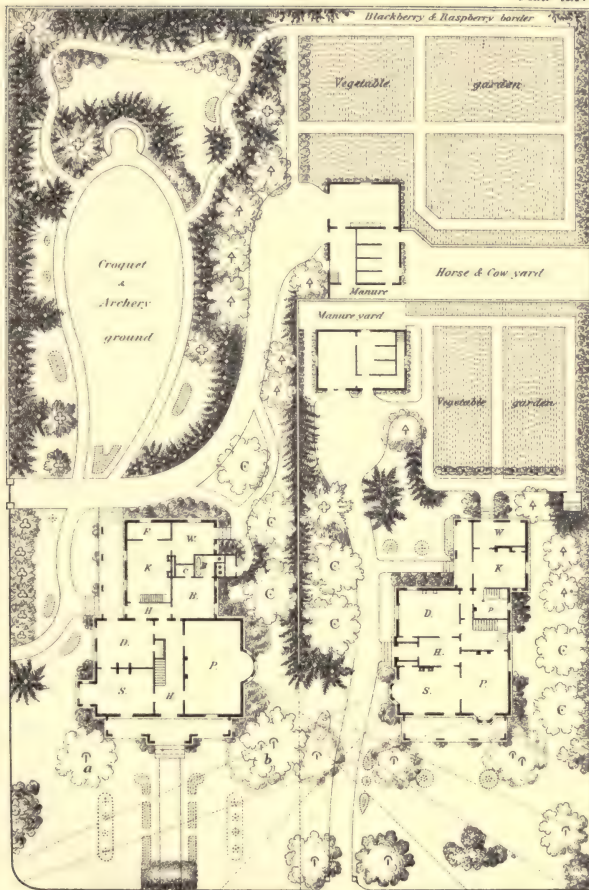 Blackberry & Raspberry border
Vegetable garden
Croquet
&
Archery
ground
Horse & Cow yard
Manure
Manure yard
Vegetable garden
C
C
C
C
C
C
C
F.
W.
K
C
H.
H
D.
P.
S.
H
W
K
P.
D.
H.
S.
P.
a
b